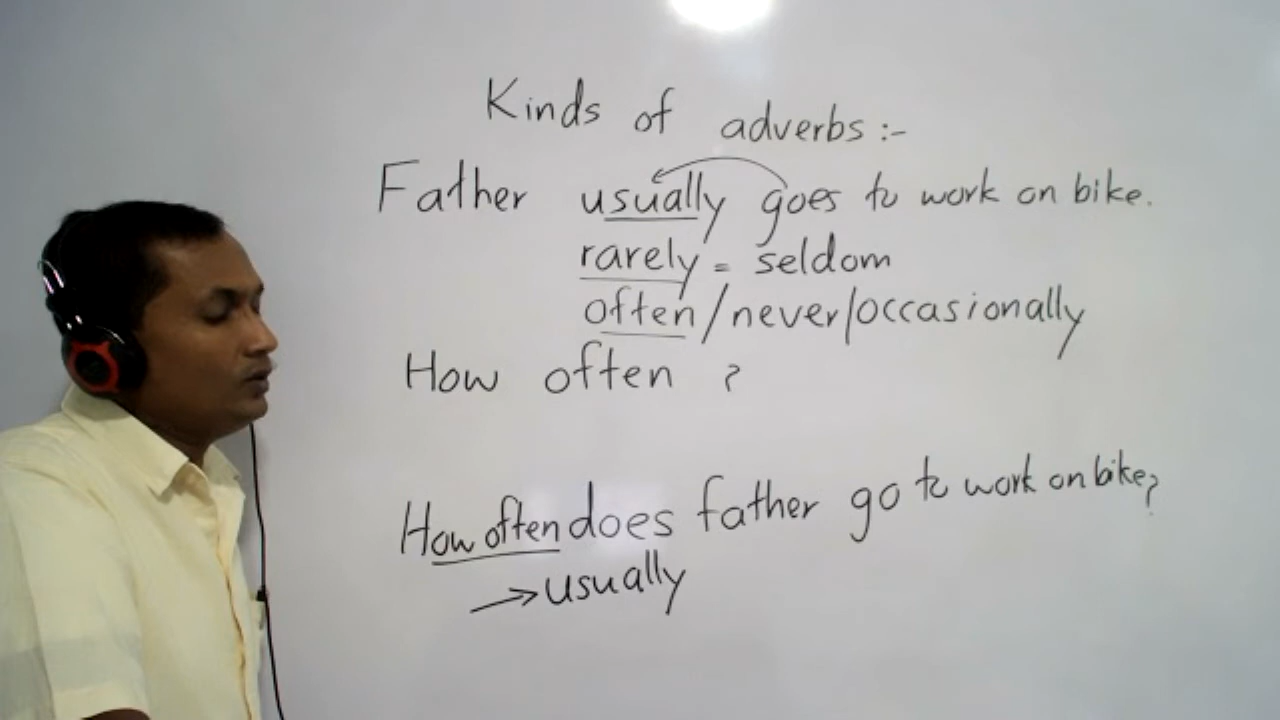 Kinds of adverbs :-
Father usually goes to work on bike.
rarely = seldom
often/never/occasionally
How often ?
How often does father go to work on bike?
→ usually